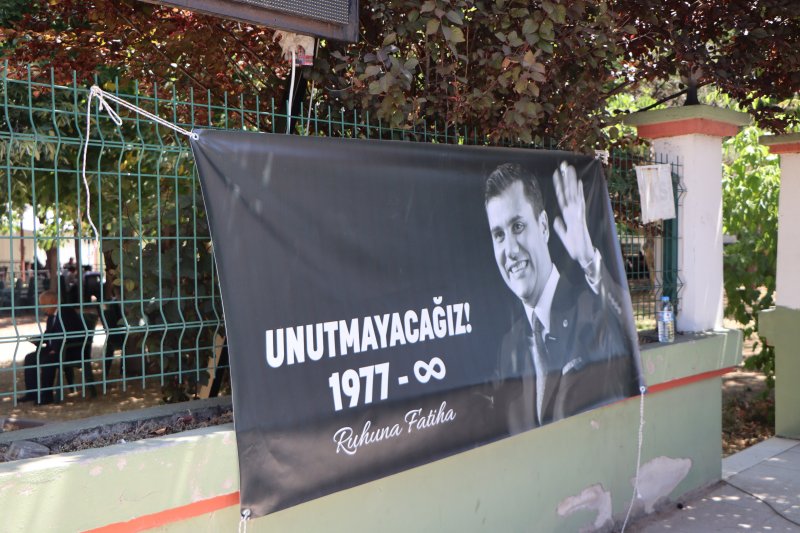 UNUTMAYACAĞIZ!
1977 - ∞
Ruhuna Fatiha